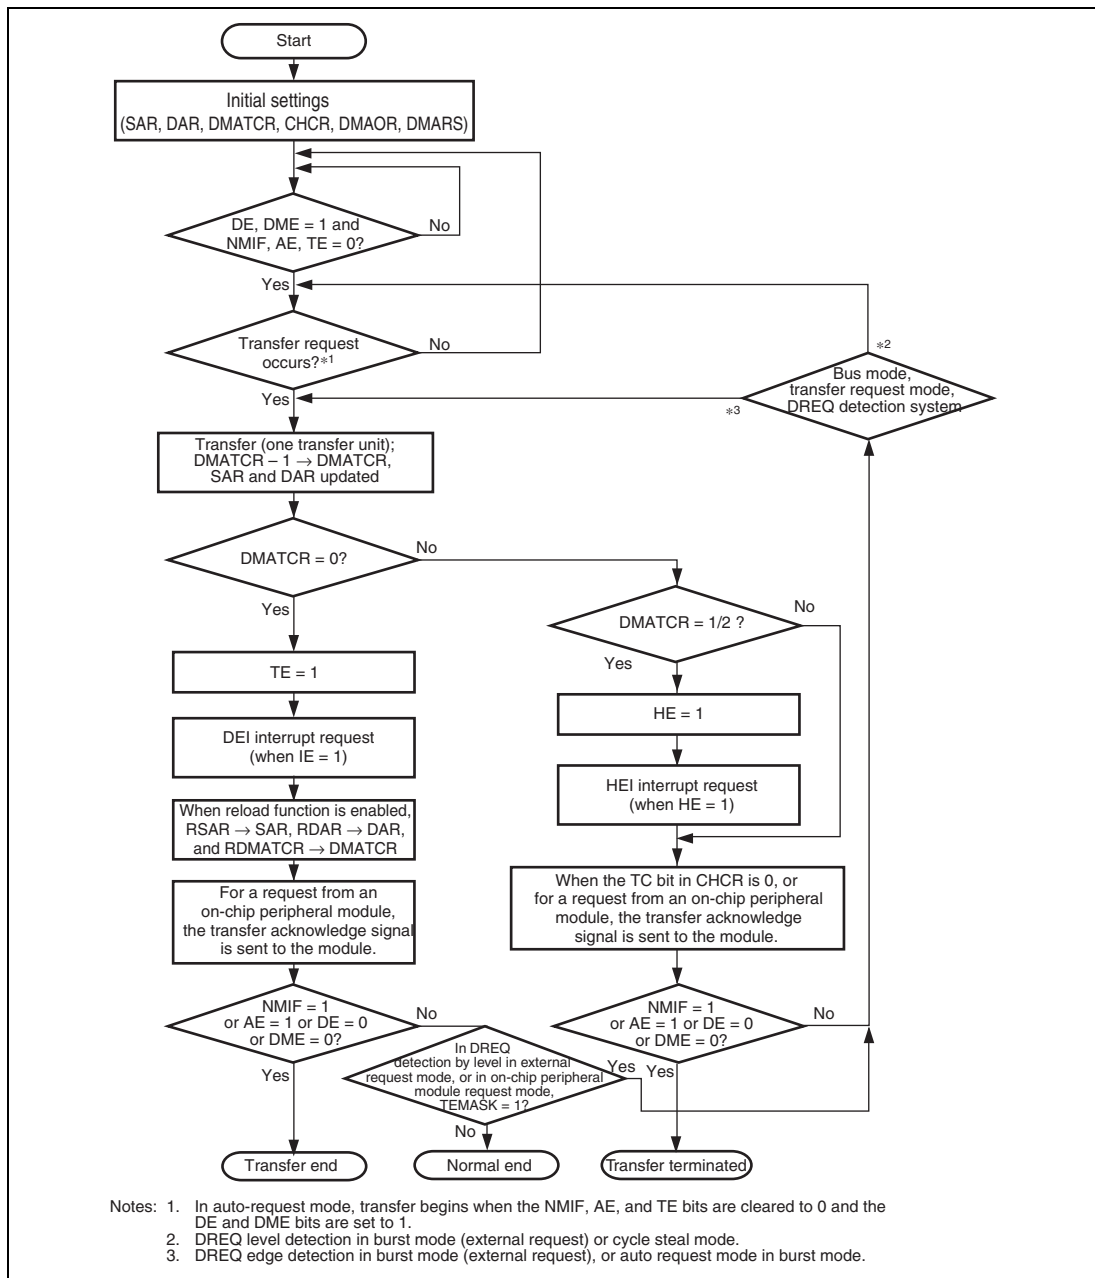 Start
Initial settings
(SAR, DAR, DMATCR, CHCR, DMAOR, DMARS)
DE, DME = 1 and
NMIF, AE, TE = 0?
No
Yes
Transfer request
occurs?*1
No
Yes
*2
Bus mode,
transfer request mode,
DREQ detection system
*3
Transfer (one transfer unit);
DMATCR – 1 → DMATCR,
SAR and DAR updated
DMATCR = 0?
No
Yes
DMATCR = 1/2 ?
No
Yes
TE = 1
HE = 1
DEI interrupt request
(when IE = 1)
HEI interrupt request
(when HE = 1)
When reload function is enabled,
RSAR → SAR, RDAR → DAR,
and RDMATCR → DMATCR
For a request from an
on-chip peripheral module,
the transfer acknowledge signal
is sent to the module.
When the TC bit in CHCR is 0, or
for a request from an on-chip peripheral
module, the transfer acknowledge
signal is sent to the module.
NMIF = 1
or AE = 1 or DE = 0
or DME = 0?
No
Yes
NMIF = 1
or AE = 1 or DE = 0
or DME = 0?
No
Yes
In DREQ
detection by level in external
request mode, or in on-chip peripheral
module request mode,
TEMASK = 1?
Yes
No
Transfer end
Normal end
Transfer terminated
Notes: 1. In auto-request mode, transfer begins when the NMIF, AE, and TE bits are cleared to 0 and the
DE and DME bits are set to 1.
2. DREQ level detection in burst mode (external request) or cycle steal mode.
3. DREQ edge detection in burst mode (external request), or auto request mode in burst mode.